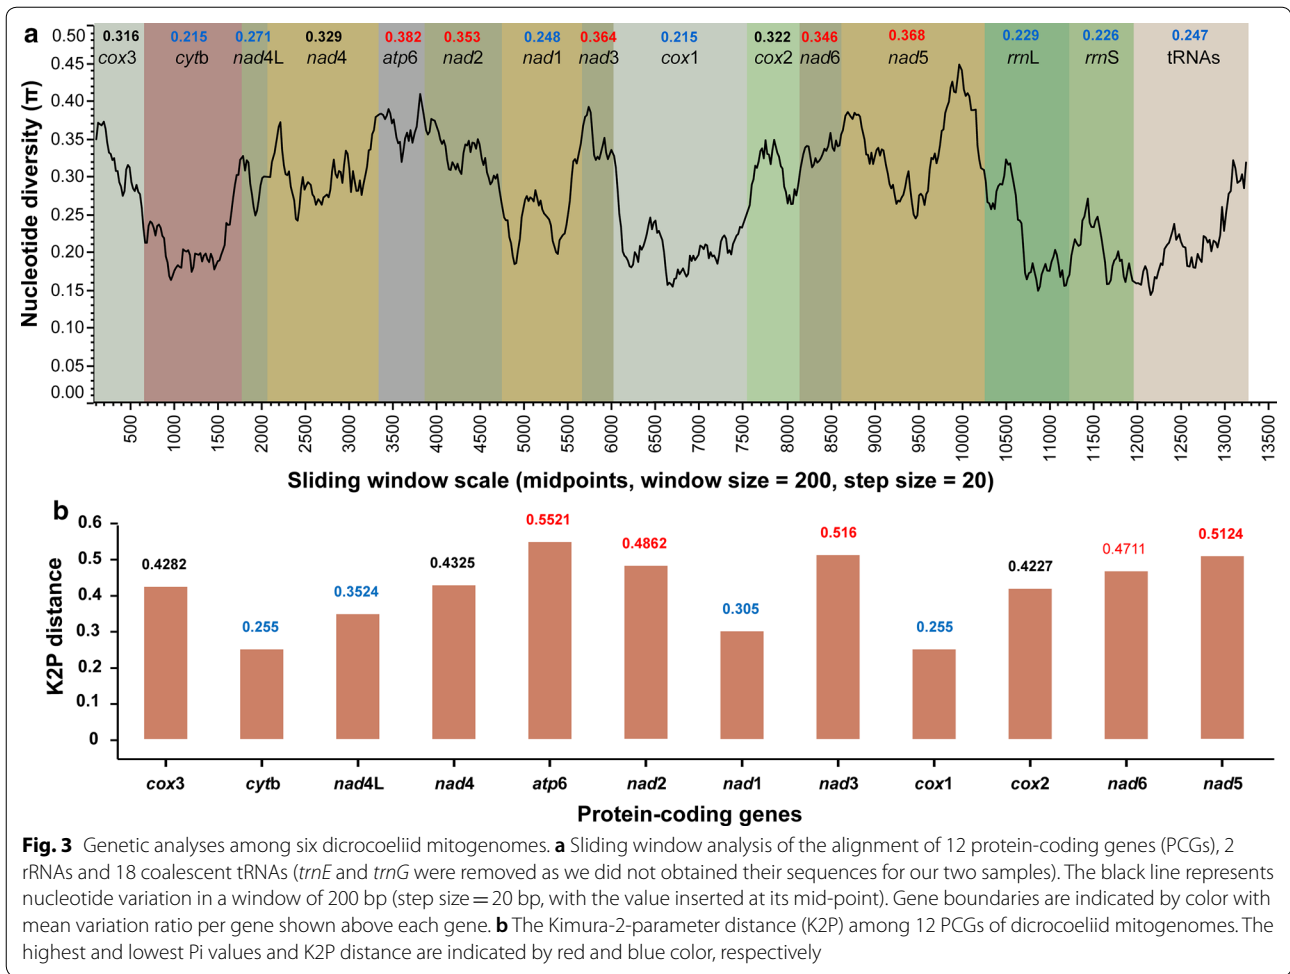 a
0.316 0.215 0.271 0.329 0.382 0.353 0.248 0.364 0.215 0.322 0.346 0.368 0.229 0.226 0.247
cox3 cytb nad4L nad4 atp6 nad2 nad1 nad3 cox1 cox2 nad6 nad5 rrnL rrnS tRNAs
Nucleotide diversity (π)
0.50
0.45
0.40
0.35
0.30
0.25
0.20
0.15
0.10
0.05
0.00
500 1000 1500 2000 2500 3000 3500 4000 4500 5000 5500 6000 6500 7000 7500 8000 8500 9000 9500 10000 10500 11000 11500 12000 12500 13000 13500
Sliding window scale (midpoints, window size = 200, step size = 20)
b
K2P distance
0.6
0.5
0.4
0.3
0.2
0.1
0
0.4282 0.255 0.3524 0.4325 0.5521 0.4862 0.305 0.516 0.255 0.4227 0.4711 0.5124
cox3 cytb nad4L nad4 atp6 nad2 nad1 nad3 cox1 cox2 nad6 nad5
Protein-coding genes
Fig. 3 Genetic analyses among six dicrocoeliid mitogenomes. a Sliding window analysis of the alignment of 12 protein-coding genes (PCGs), 2
rRNAs and 18 coalescent tRNAs (trnE and trnG were removed as we did not obtained their sequences for our two samples). The black line represents
nucleotide variation in a window of 200 bp (step size = 20 bp, with the value inserted at its mid-point). Gene boundaries are indicated by color with
mean variation ratio per gene shown above each gene. b The Kimura-2-parameter distance (K2P) among 12 PCGs of dicrocoeliid mitogenomes. The
highest and lowest Pi values and K2P distance are indicated by red and blue color, respectively